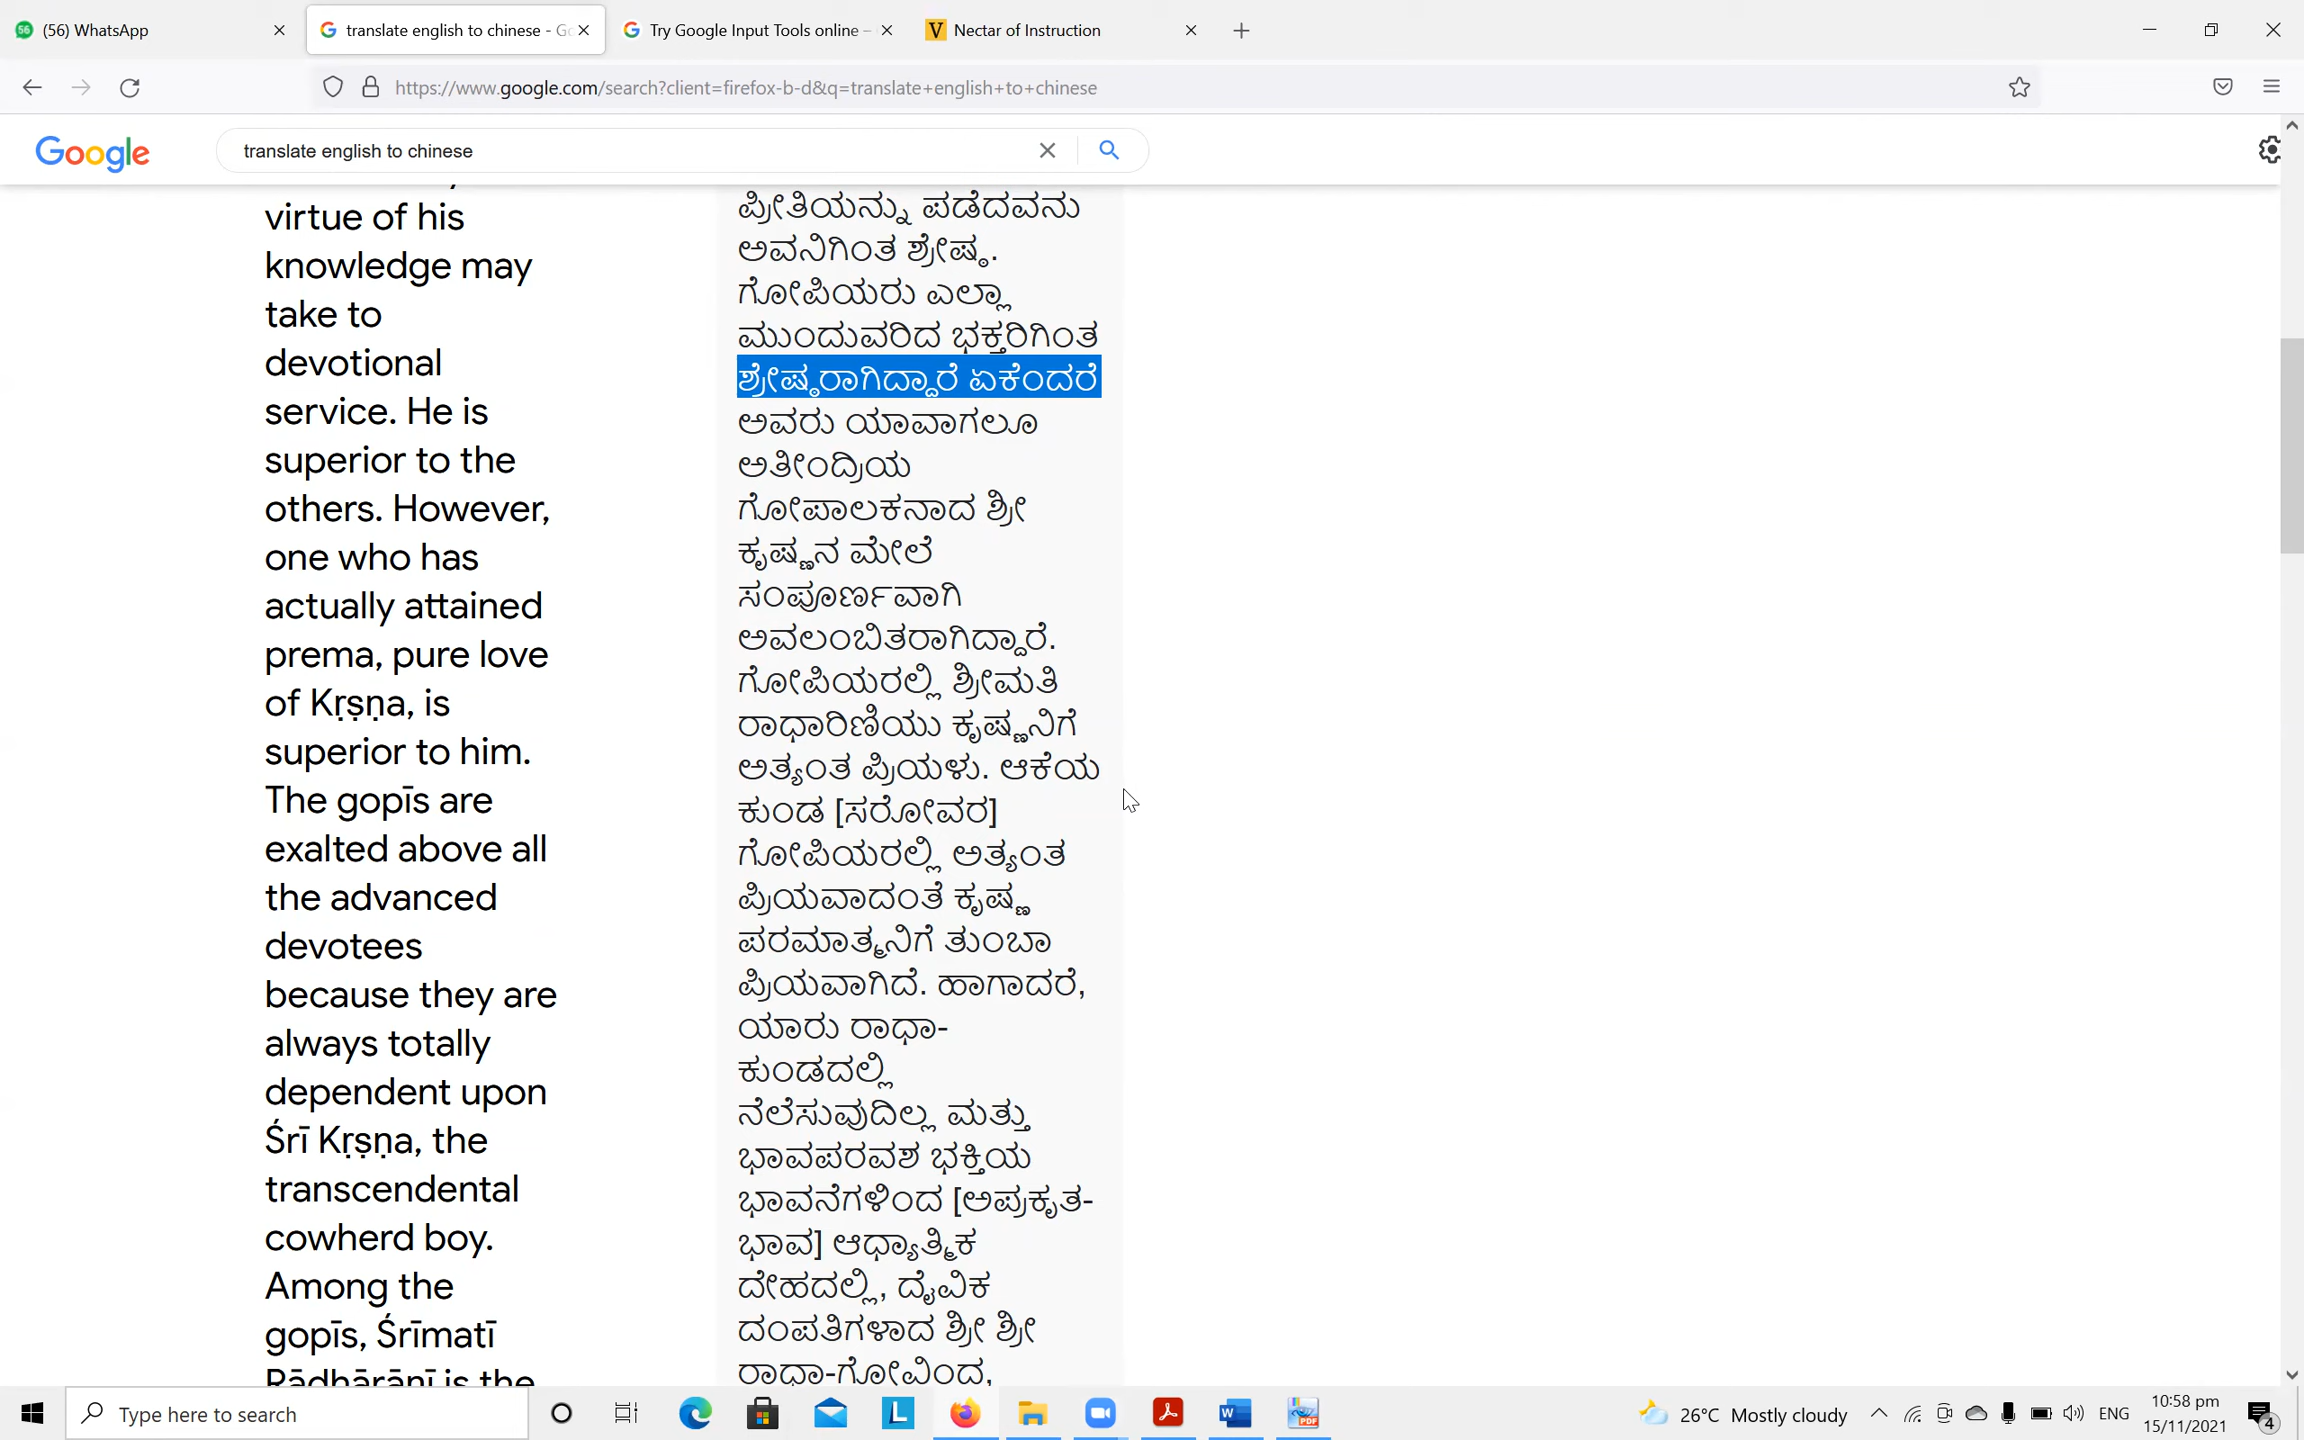 (56) WhatsApp
translate english to chinese - Go
Try Google Input Tools online –
Nectar of Instruction
https://www.google.com/search?client=firefox-b-d&q=translate+english+to+chinese
Google
translate english to chinese
virtue of his
knowledge may
take to
devotional
service. He is
superior to the
others. However,
one who has
actually attained
prema, pure love
of Kṛṣṇa, is
superior to him.
The gopīs are
exalted above all
the advanced
devotees
because they are
always totally
dependent upon
Śrī Kṛṣṇa, the
transcendental
cowherd boy.
Among the
gopīs, Śrīmatī
Rādhārāṇī is the
ಪ್ರೀತಿಯನ್ನು ಪಡೆದವನು
ಅವನಿಗಿಂತ ಶ್ರೇಷ್ಠ.
ಗೋಪಿಯರು ಎಲ್ಲಾ
ಮುಂದುವರಿದ ಭಕ್ತರಿಗಿಂತ
ಶ್ರೇಷ್ಠರಾಗಿದ್ದಾರೆ ಏಕೆಂದರೆ
ಅವರು ಯಾವಾಗಲೂ
ಅತೀಂದ್ರಿಯ
ಗೋಪಾಲಕನಾದ ಶ್ರೀ
ಕೃಷ್ಣನ ಮೇಲೆ
ಸಂಪೂರ್ಣವಾಗಿ
ಅವಲಂಬಿತರಾಗಿದ್ದಾರೆ.
ಗೋಪಿಯರಲ್ಲಿ ಶ್ರೀಮತಿ
ರಾಧಾರಿಣಿಯು ಕೃಷ್ಣನಿಗೆ
ಅತ್ಯಂತ ಪ್ರಿಯಳು. ಆಕೆಯ
ಕುಂಡ [ಸರೋವರ]
ಗೋಪಿಯರಲ್ಲಿ ಅತ್ಯಂತ
ಪ್ರಿಯವಾದಂತೆ ಕೃಷ್ಣ
ಪರಮಾತ್ಮನಿಗೆ ತುಂಬಾ
ಪ್ರಿಯವಾಗಿದೆ. ಹಾಗಾದರೆ,
ಯಾರು ರಾಧಾ-
ಕುಂಡದಲ್ಲಿ
ನೆಲೆಸುವುದಿಲ್ಲ ಮತ್ತು
ಭಾವಪರವಶ ಭಕ್ತಿಯ
ಭಾವನೆಗಳಿಂದ [ಅಪ್ರಕೃತ-
ಭಾವ] ಆಧ್ಯಾತ್ಮಿಕ
ದೇಹದಲ್ಲಿ, ದೈವಿಕ
ದಂಪತಿಗಳಾದ ಶ್ರೀ ಶ್ರೀ
ರಾಧಾ-ಗೋವಿಂದ,
Type here to search
26°C Mostly cloudy
ENG
10:58 pm
15/11/2021
4